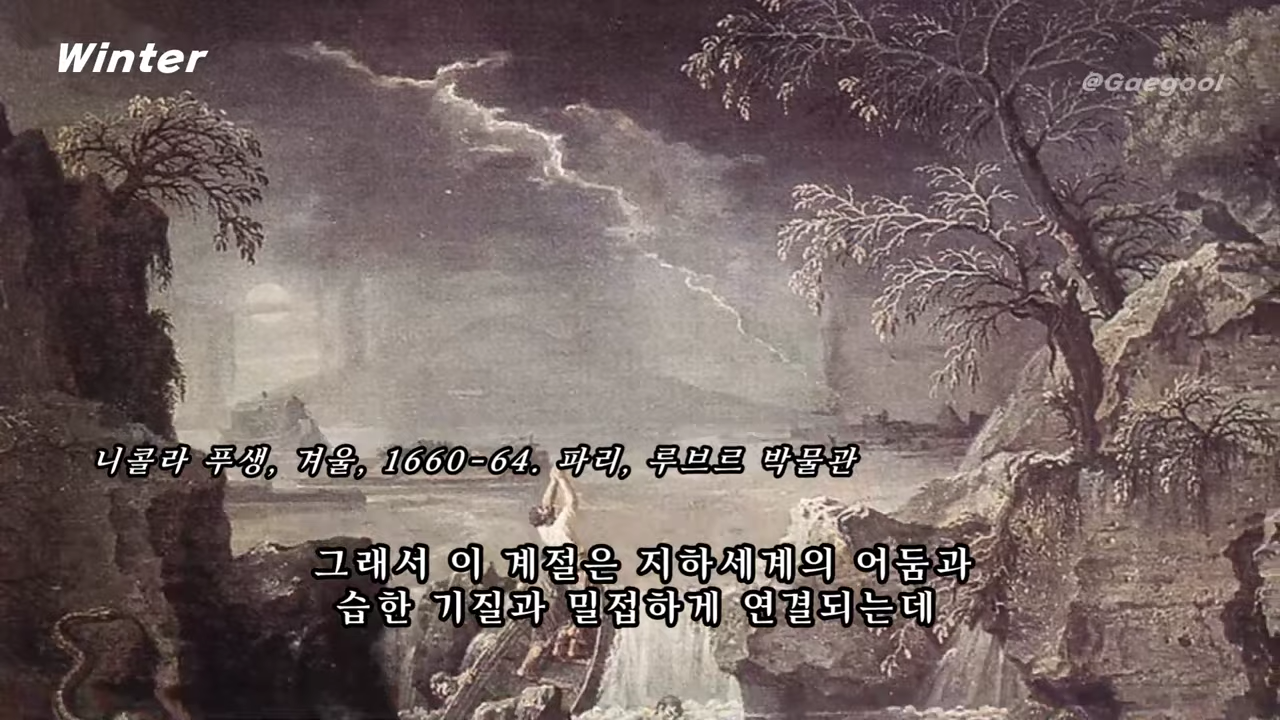 Winter
@Gaegool
니콜라 푸생, 겨울, 1660-64. 파리, 루브르 박물관
그래서 이 계절은 지하세계의 어둠과
습한 기질과 밀접하게 연결되는데